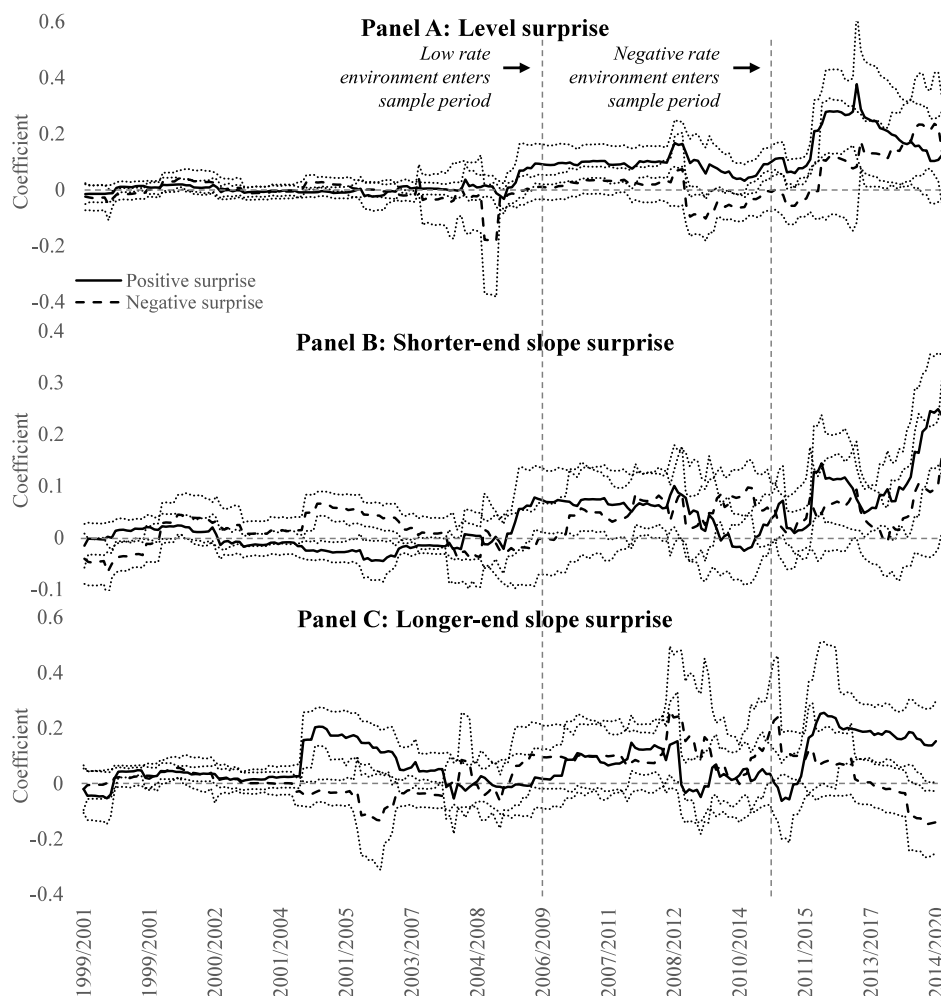 Panel A: Level surprise
0.6
0.4
0.2
0
-0.2
-0.4
Coefficient
Low rate
environment enters
sample period
Negative rate
environment enters
sample period
Positive surprise
Negative surprise
Panel B: Shorter-end slope surprise
0.4
0.3
0.2
0.1
0
-0.1
Coefficient
Panel C: Longer-end slope surprise
0.6
0.4
0.2
0
-0.2
-0.4
Coefficient
1999/2001
1999/2001
2000/2002
2001/2004
2001/2005
2003/2007
2004/2008
2006/2009
2007/2011
2008/2012
2010/2014
2011/2015
2013/2017
2014/2020